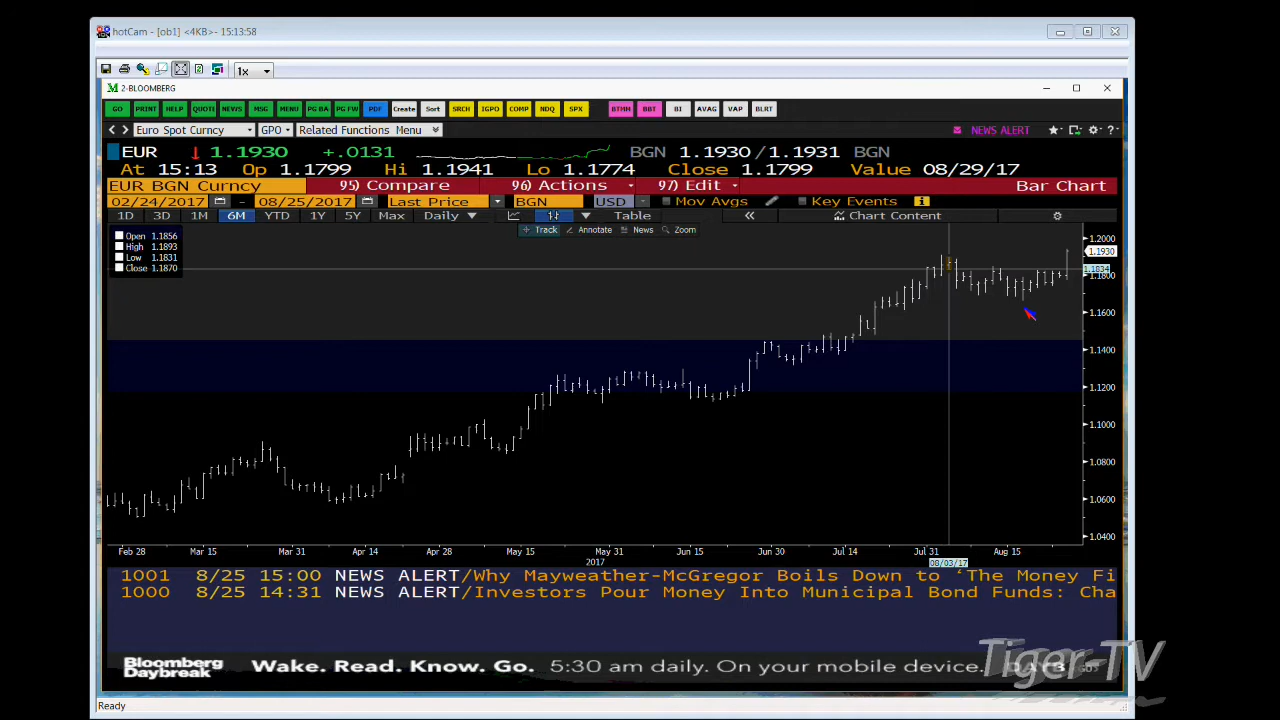 hotCam - [ob1] <4KB> - 15:13:58
1x
2-BLOOMBERG
GO PRINT HELP QUOT NEWS MSG MENU PG BA PG FW PDF Create Sort SRCH IGPO COMP NDQ SPX BTMH BBT BI AVAG VAP BLRT
Euro Spot Curncy GPO Related Functions Menu NEWS ALERT
EUR 1.1930 +.0131 BGN 1.1930/1.1931 BGN
At 15:13 Op 1.1799 Hi 1.1941 Lo 1.1774 Close 1.1799 Value 08/29/17
EUR BGN Curncy 95) Compare 96) Actions 97) Edit Bar Chart
02/24/2017 - 08/25/2017 Last Price BGN USD Mov Avgs Key Events
1D 3D 1M 6M YTD 1Y 5Y Max Daily Table Chart Content
Track Annotate News Zoom
Open 1.1856
High 1.1893
Low 1.1831
Close 1.1870
1.2000
1.1930
1.1834
1.1800
1.1600
1.1400
1.1200
1.1000
1.0800
1.0600
1.0400
Feb 28 Mar 15 Mar 31 Apr 14 Apr 28 May 15 May 31 Jun 15 Jun 30 Jul 14 Jul 31 Aug 15
2017 08/03/17
1001 8/25 15:00 NEWS ALERT/Why Mayweather-McGregor Boils Down to 'The Money Fi
1000 8/25 14:31 NEWS ALERT/Investors Pour Money Into Municipal Bond Funds: Cha
Bloomberg
Daybreak
Wake. Read. Know. Go. 5:30 am daily. On your mobile device.
Tiger-TV
Ready